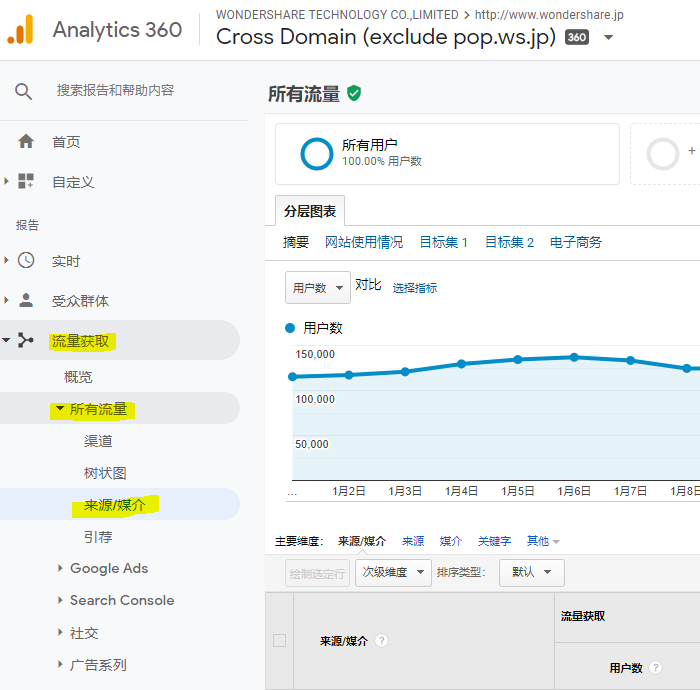 Analytics 360
WONDERSHARE TECHNOLOGY CO.,LIMITED > http://www.wondershare.jp
Cross Domain (exclude pop.ws.jp) 360
搜索报告和帮助内容
首页
自定义
报告
实时
受众群体
流量获取
概览
所有流量
渠道
树状图
来源/媒介
引荐
Google Ads
Search Console
社交
广告系列
所有流量
所有用户
100.00% 用户数
+
分层图表
摘要 网站使用情况 目标集 1 目标集 2 电子商务
用户数 对比 选择指标
用户数
150,000
100,000
50,000
... 1月2日 1月3日 1月4日 1月5日 1月6日 1月7日 1月8日
主要维度: 来源/媒介 来源 媒介 关键字 其他
绘制选定行 次级维度 排序类型: 默认
流量获取
来源/媒介 ?
用户数 ?